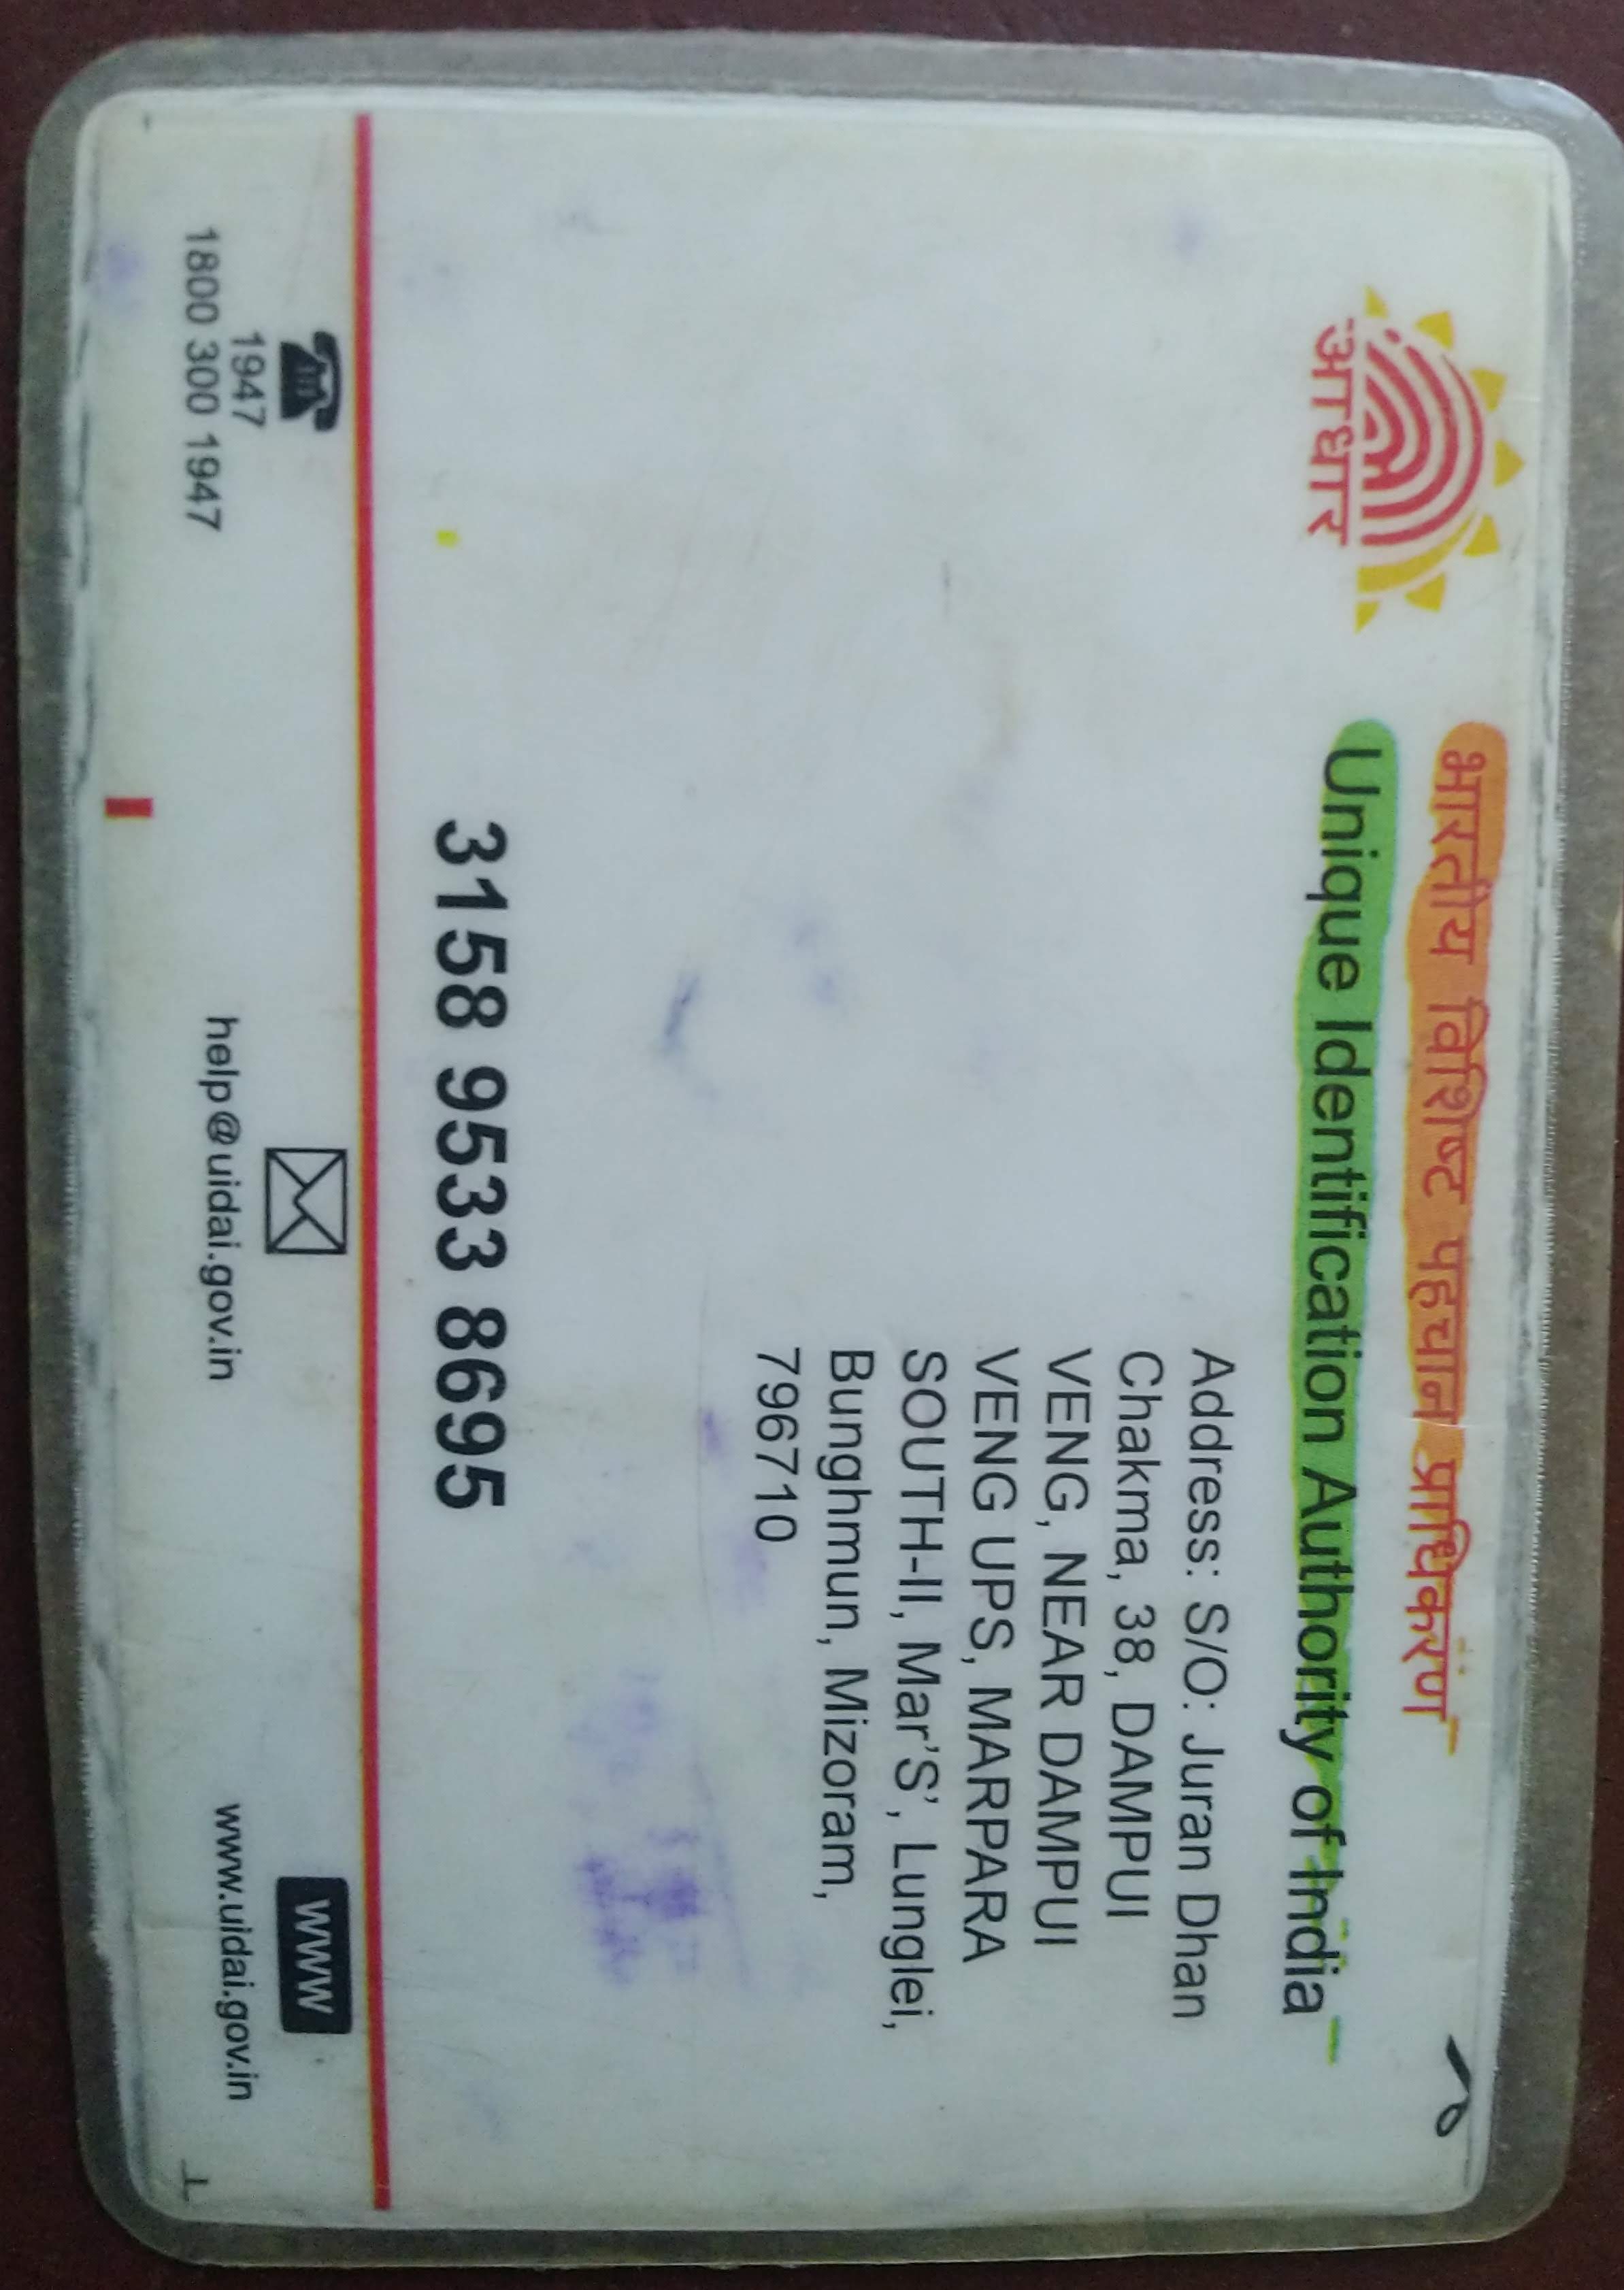 आधार
भारतीय विशिष्ट पहचान प्राधिकरण
Unique Identification Authority of India
Address: S/O: Juran Dhan
Chakma, 38, DAMPUI
VENG, NEAR DAMPUI
VENG UPS, MARPARA
SOUTH-II, Mar'S', Lunglei,
Bunghmun, Mizoram,
796710
3158 9533 8695
1947
1800 300 1947
help@uidai.gov.in
www
www.uidai.gov.in